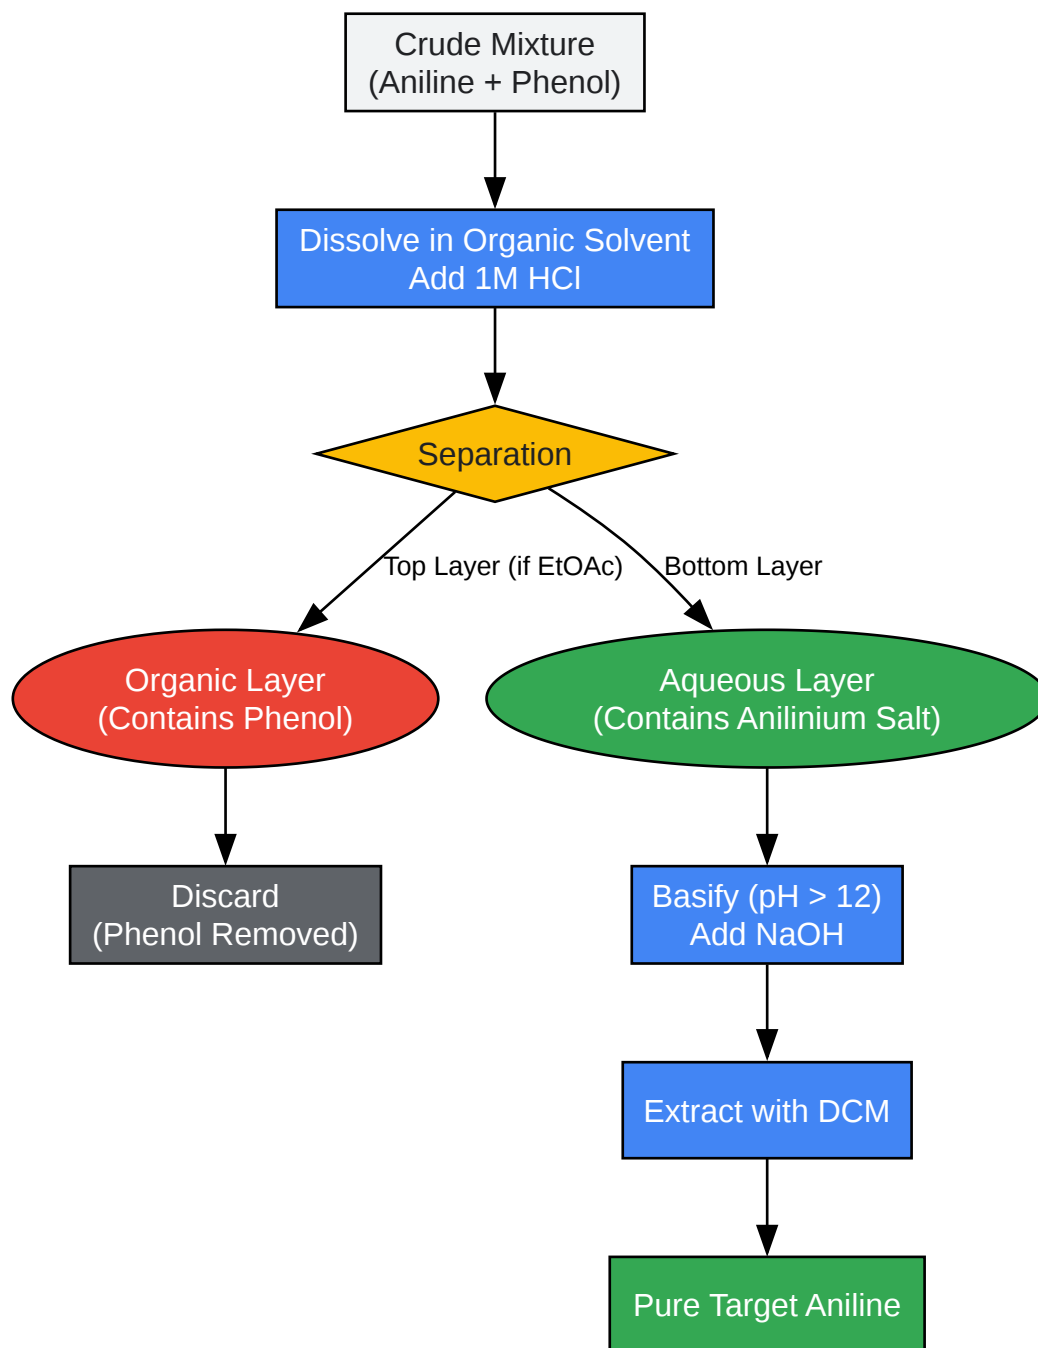 Crude Mixture
(Aniline + Phenol)
Dissolve in Organic Solvent
Add 1M HCl
Separation
Top Layer (if EtOAc)
Bottom Layer
Organic Layer
(Contains Phenol)
Aqueous Layer
(Contains Anilinium Salt)
Discard
(Phenol Removed)
Basify (pH > 12)
Add NaOH
Extract with DCM
Pure Target Aniline